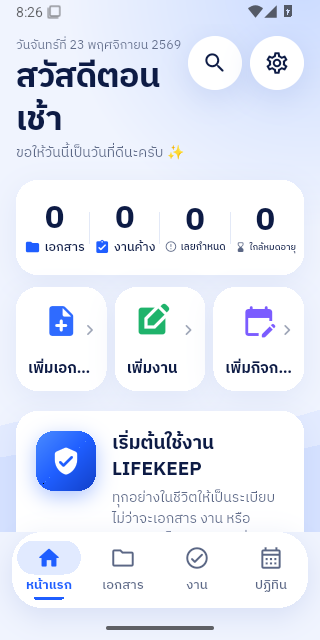 8:26
วันจันทร์ที่ 23 พฤศจิกายน 2569
สวัสดีตอน
เช้า
ขอให้วันนี้เป็นวันที่ดีนะครับ ✨
0 0 0 0
เอกสาร งานค้าง เลยกำหนด ใกล้หมดอายุ
เพิ่มเอก... เพิ่มงาน เพิ่มกิจก...
เริ่มต้นใช้งาน
LIFEKEEP
ทุกอย่างในชีวิตให้เป็นระเบียบ
ไม่ว่าจะเอกสาร งาน หรือ
หน้าแรก เอกสาร งาน ปฏิทิน